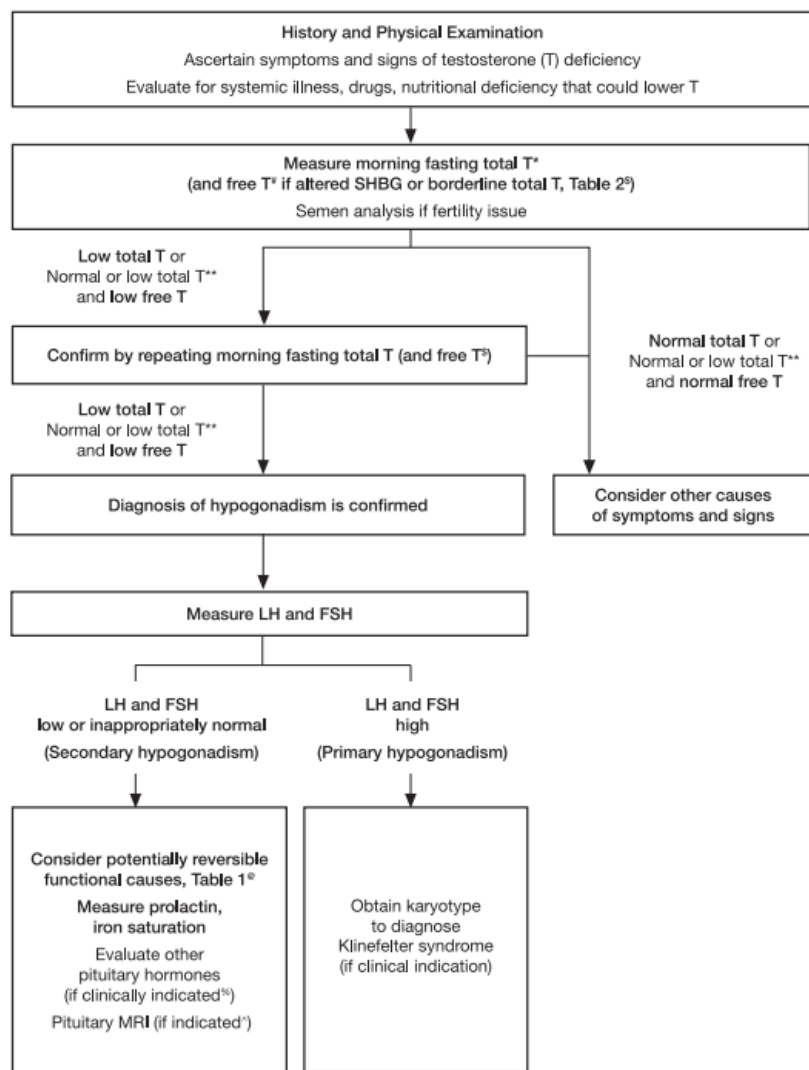 History and Physical Examination
Ascertain symptoms and signs of testosterone (T) deficiency
Evaluate for systemic illness, drugs, nutritional deficiency that could lower T
Measure morning fasting total T*
(and free T# if altered SHBG or borderline total T, Table 2$)
Semen analysis if fertility issue
Low total T or
Normal or low total T**
and low free T
Confirm by repeating morning fasting total T (and free T$)
Normal total T or
Normal or low total T**
and normal free T
Low total T or
Normal or low total T**
and low free T
Diagnosis of hypogonadism is confirmed
Consider other causes
of symptoms and signs
Measure LH and FSH
LH and FSH
low or inappropriately normal
(Secondary hypogonadism)
LH and FSH
high
(Primary hypogonadism)
Consider potentially reversible
functional causes, Table 1@
Measure prolactin,
iron saturation
Evaluate other
pituitary hormones
(if clinically indicated%)
Pituitary MRI (if indicated^)
Obtain karyotype
to diagnose
Klinefelter syndrome
(if clinical indication)